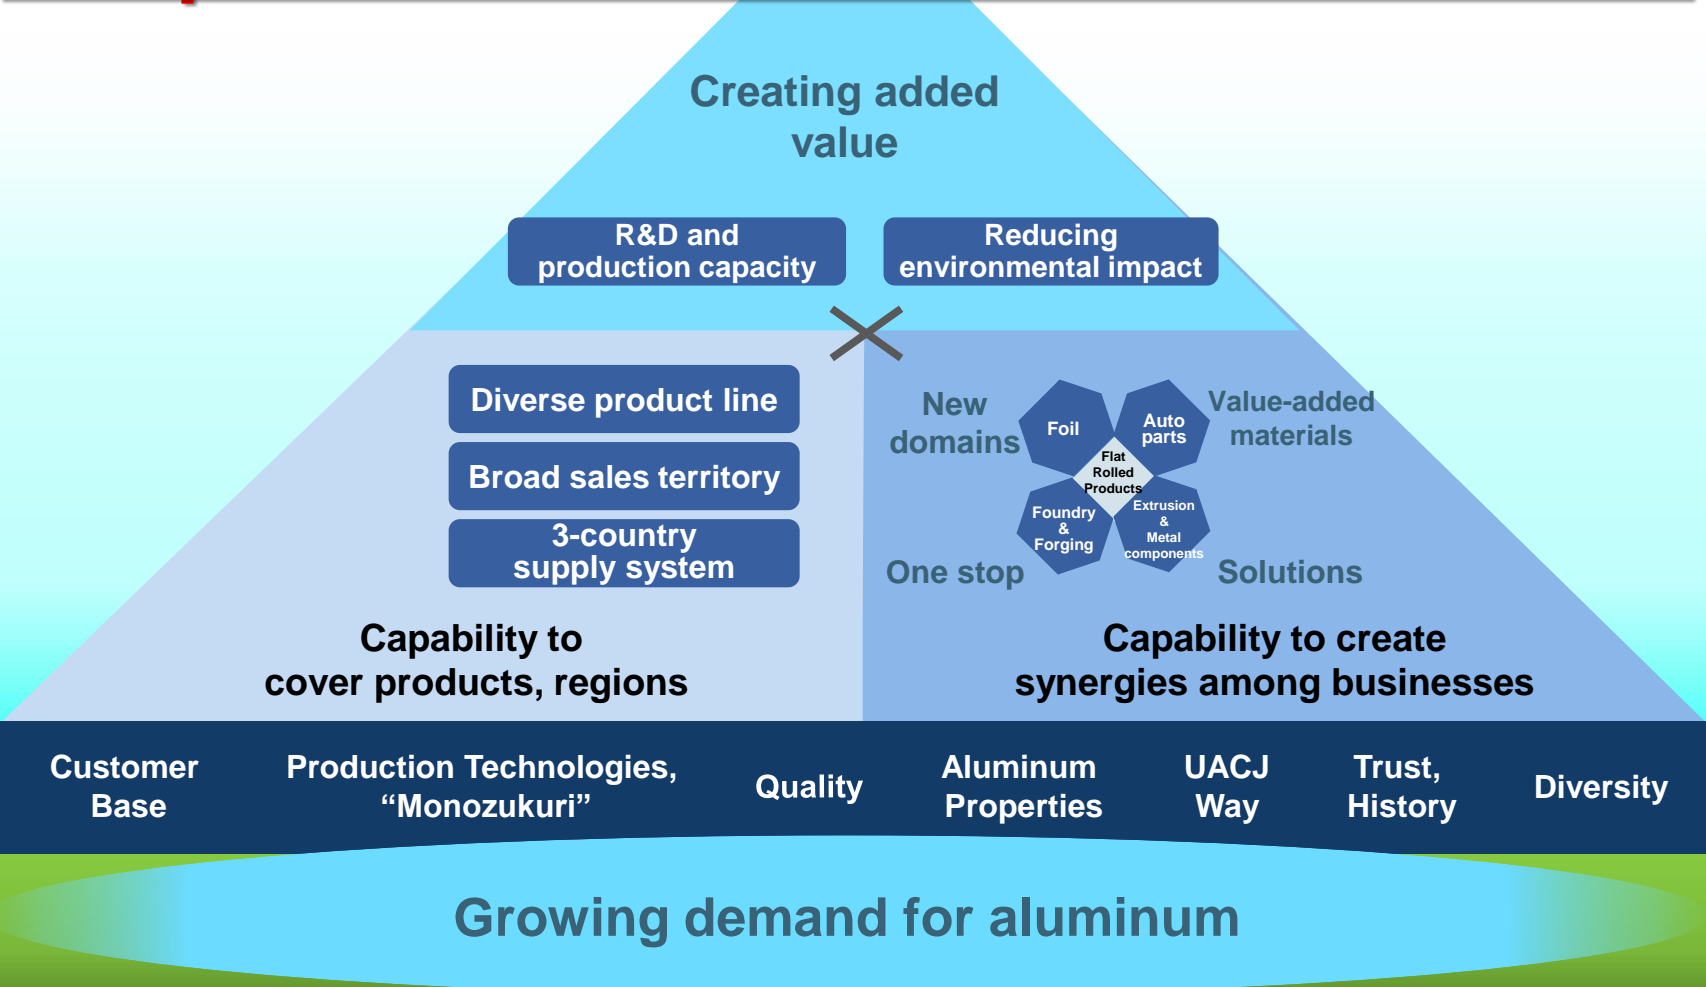 Creating added
value
R&D and
production capacity
Reducing
environmental impact
Diverse product line
Broad sales territory
3-country
supply system
Capability to
cover products, regions
New
domains
Foil
Auto
parts
Value-added
materials
Flat
Rolled
Products
Foundry
&
Forging
Extrusion
&
Metal
components
One stop
Solutions
Capability to create
synergies among businesses
Customer
Base
Production Technologies,
“Monozukuri”
Quality
Aluminum
Properties
UACJ
Way
Trust,
History
Diversity
Growing demand for aluminum